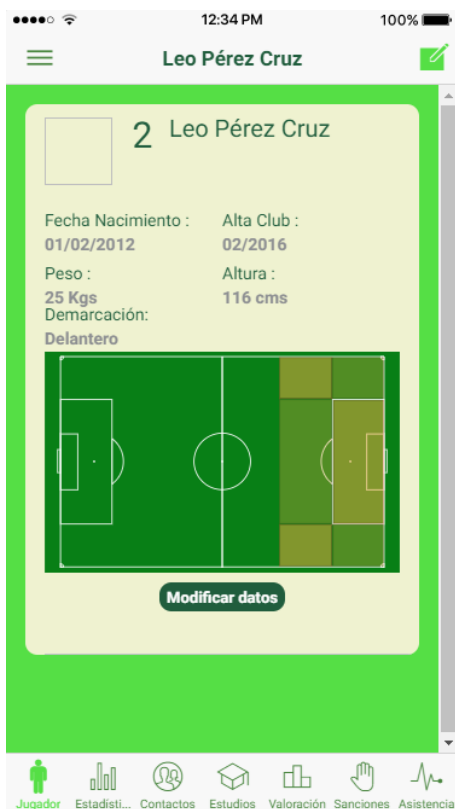 12:34 PM 100%
Leo Pérez Cruz
2 Leo Pérez Cruz
Fecha Nacimiento : Alta Club :
01/02/2012 02/2016
Peso : Altura :
25 Kgs 116 cms
Demarcación:
Delantero
Modificar datos
Jugador Estadísti... Contactos Estudios Valoración Sanciones Asistencia